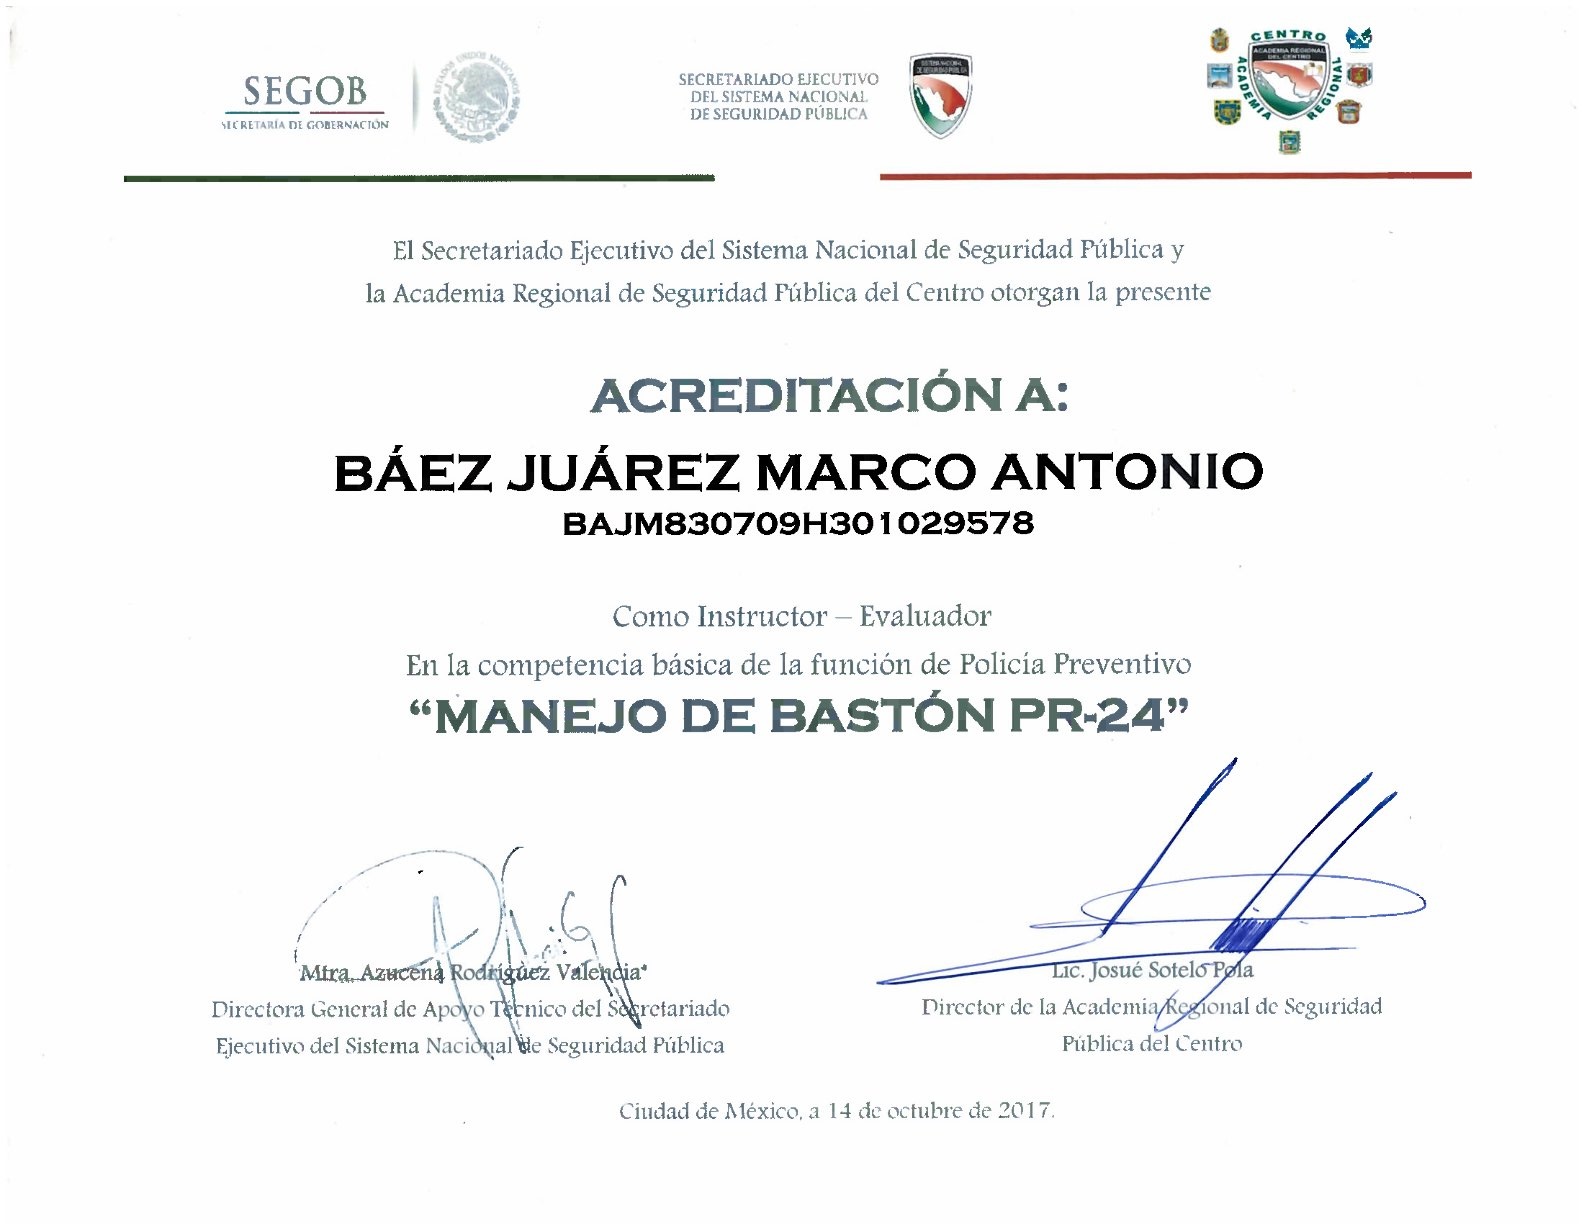 SEGOB
SECRETARÍA DE GOBERNACIÓN
ESTADOS UNIDOS MEXICANOS
SECRETARIADO EJECUTIVO
DEL SISTEMA NACIONAL
DE SEGURIDAD PÚBLICA
SISTEMA NACIONAL
DE SEGURIDAD PÚBLICA
CENTRO
ACADEMIA REGIONAL
DEL CENTRO
ACADEMIA
REGIONAL
El Secretariado Ejecutivo del Sistema Nacional de Seguridad Pública y
la Academia Regional de Seguridad Pública del Centro otorgan la presente
ACREDITACIÓN A:
BÁEZ JUÁREZ MARCO ANTONIO
BAJM830709H301029578
Como Instructor – Evaluador
En la competencia básica de la función de Policía Preventivo
“MANEJO DE BASTÓN PR-24”
Mtra. Azucena Rodríguez Valencia
Directora General de Apoyo Técnico del Secretariado
Ejecutivo del Sistema Nacional de Seguridad Pública
Lic. Josué Sotelo Pola
Director de la Academia Regional de Seguridad
Pública del Centro
Ciudad de México, a 14 de octubre de 2017.